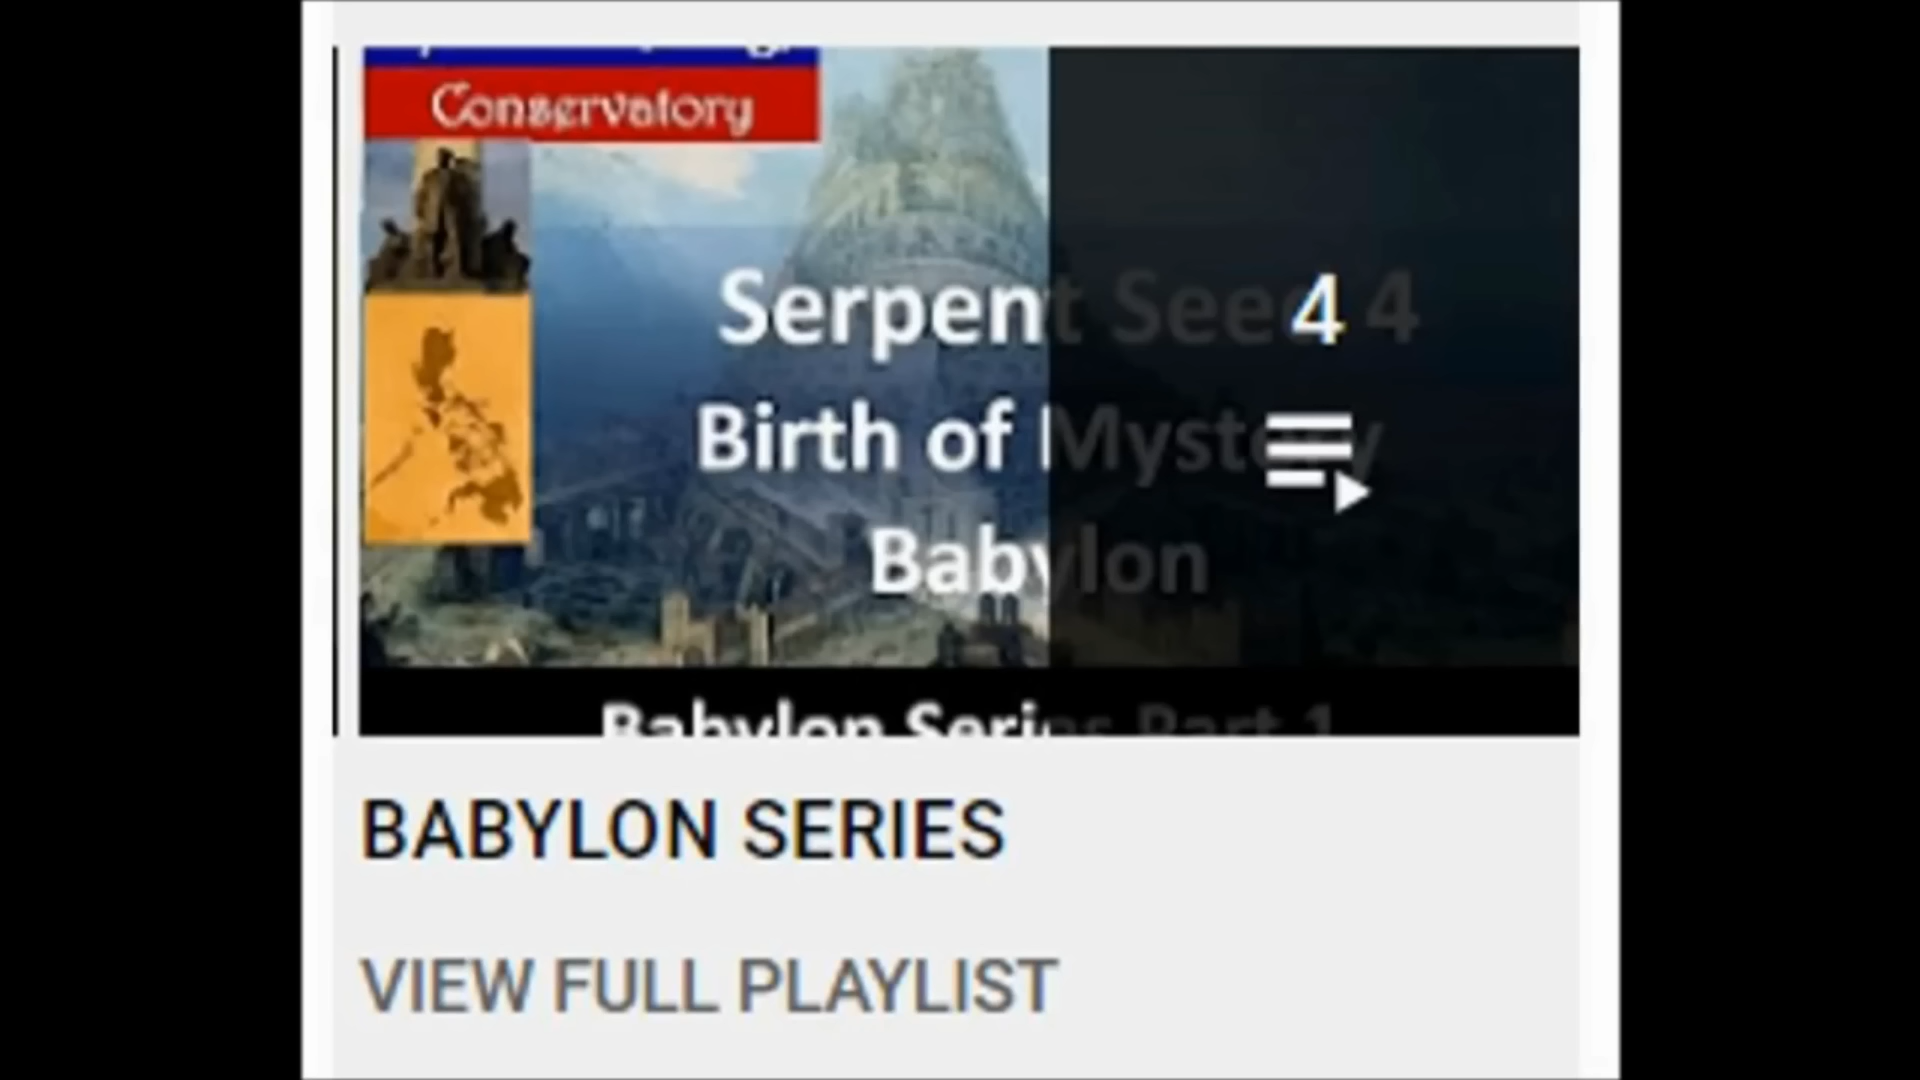 Conservatory
Serpent Seed 4
4
Birth of Mystery
Babylon
Babylon Series Part 1
BABYLON SERIES
VIEW FULL PLAYLIST